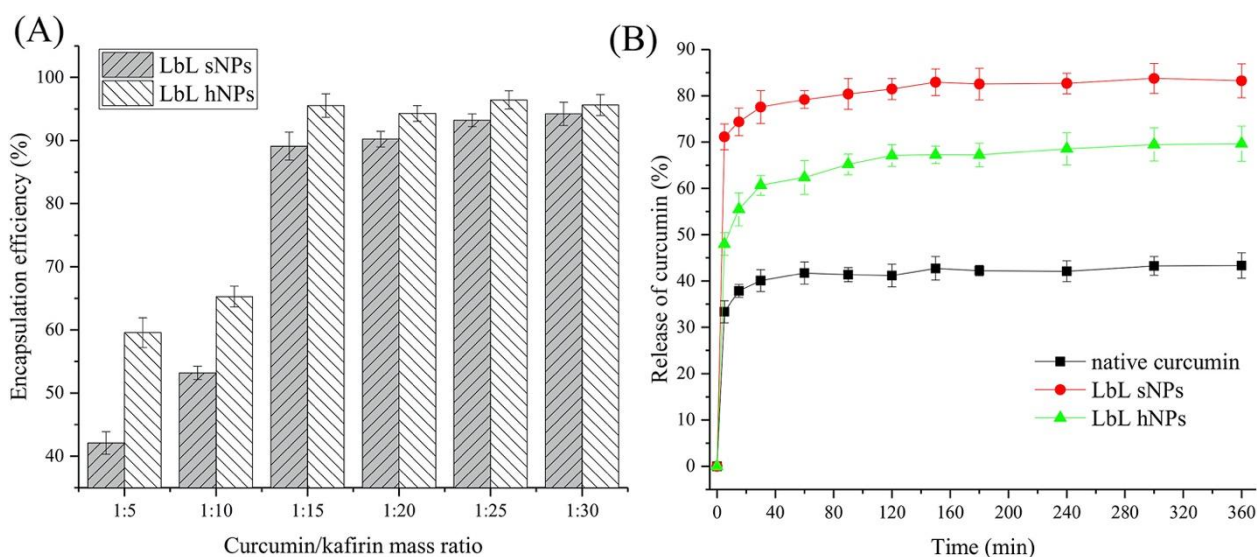 (A)
LbL sNPs
LbL hNPs
Encapsulation efficiency (%)
100
90
80
70
60
50
40
1:5 1:10 1:15 1:20 1:25 1:30
Curcumin/kafirin mass ratio
(B)
Release of curcumin (%)
90
80
70
60
50
40
30
20
10
0
native curcumin
LbL sNPs
LbL hNPs
0 40 80 120 160 200 240 280 320 360
Time (min)